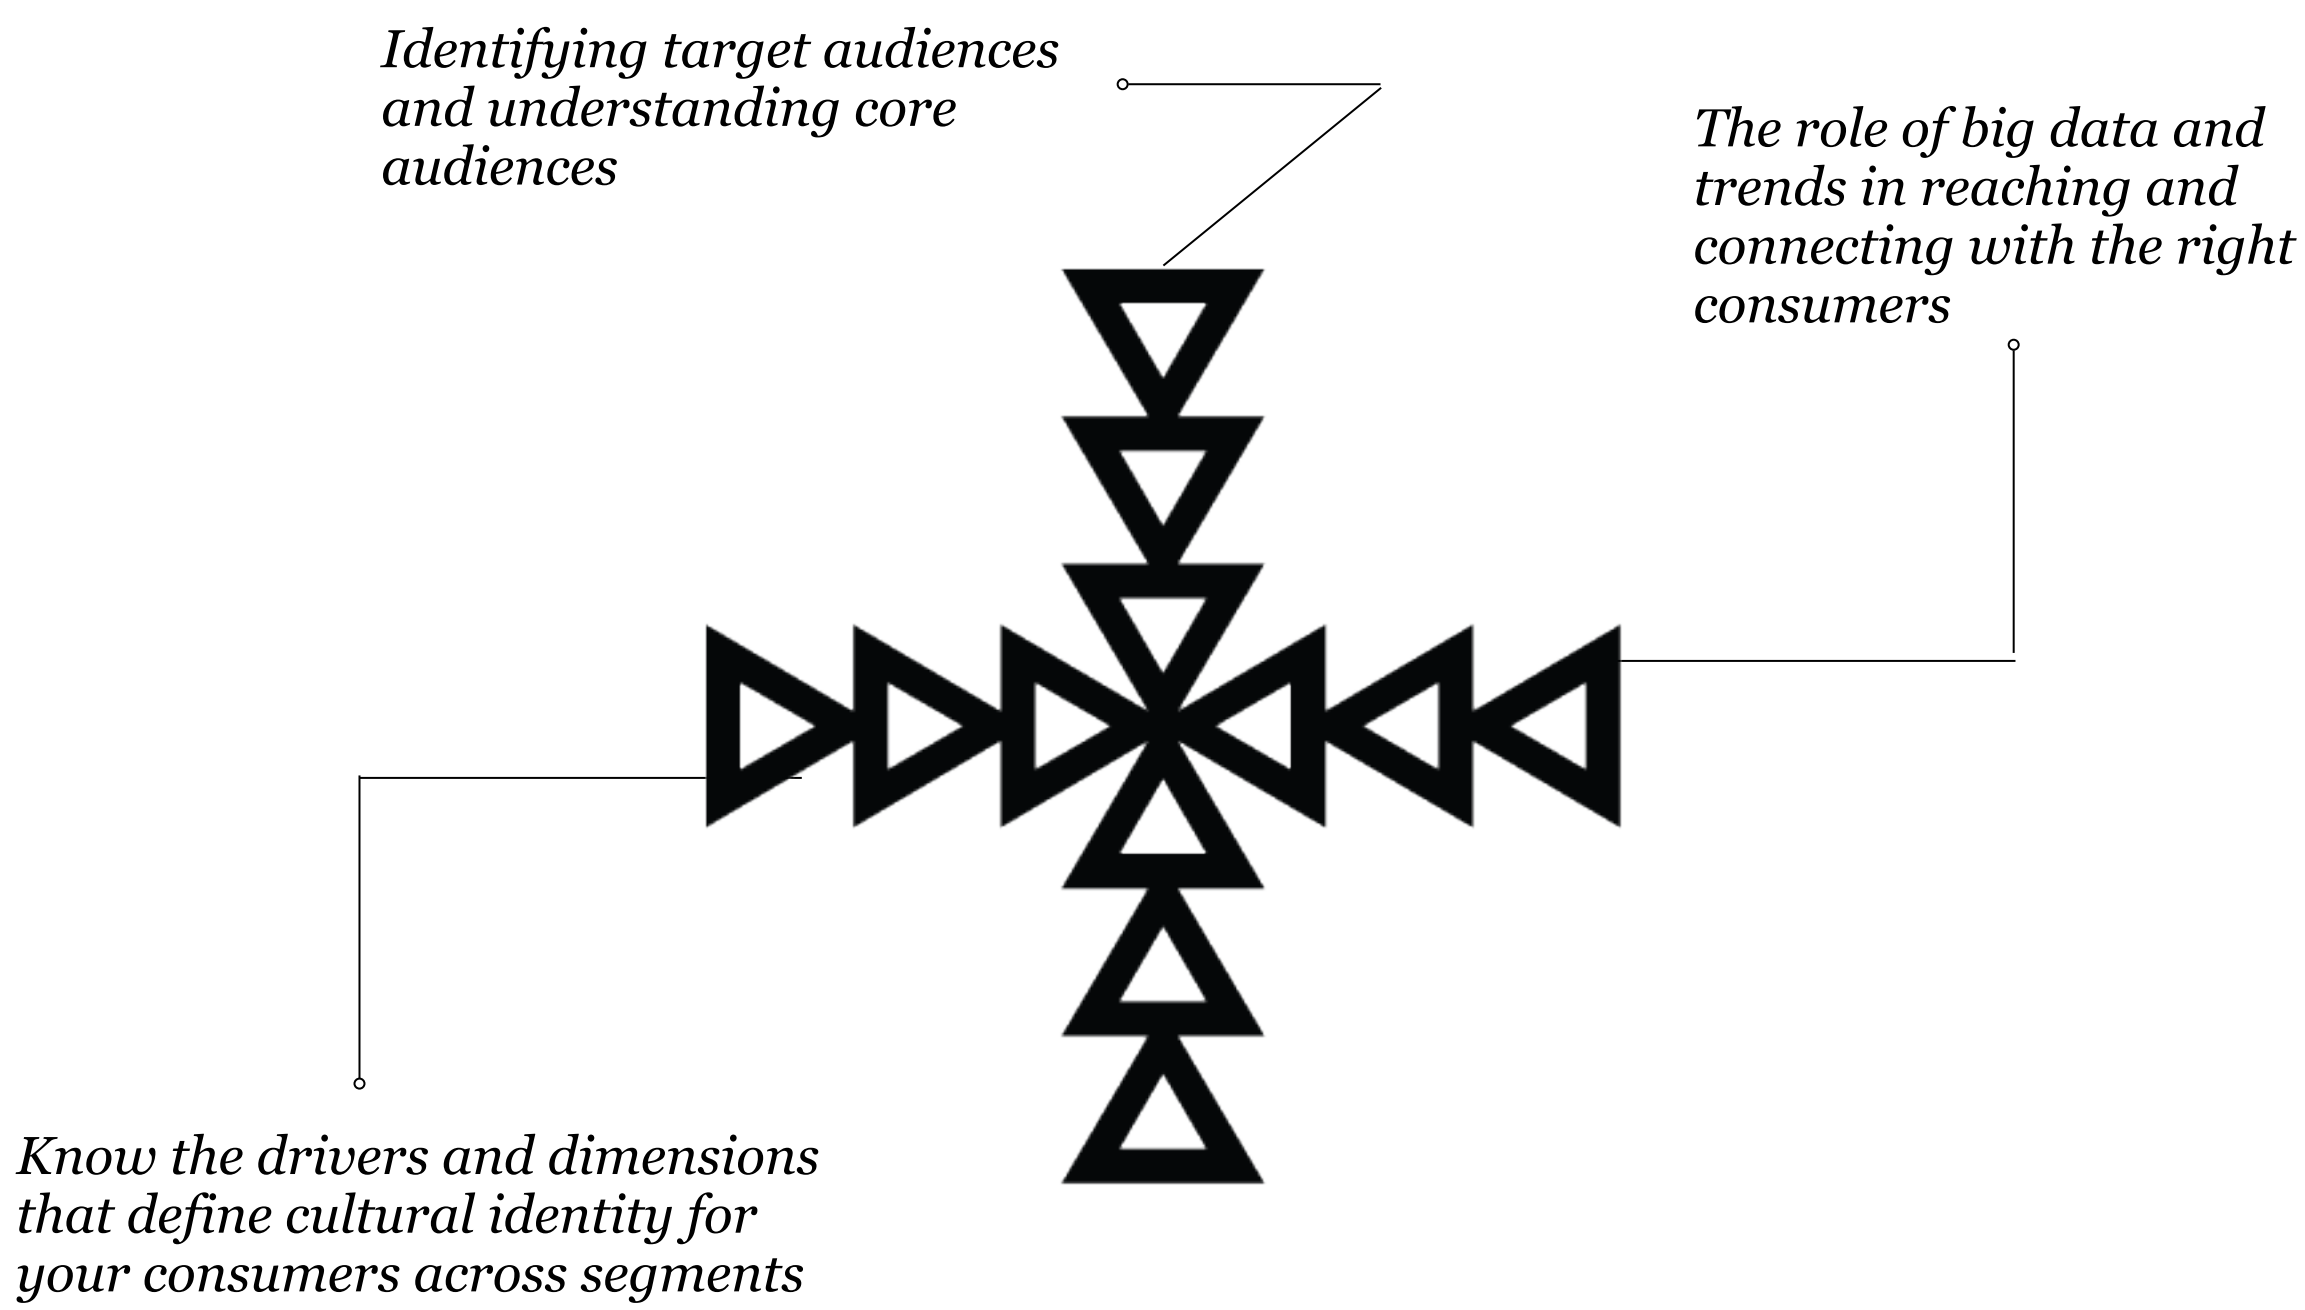 Identifying target audiences
and understanding core
audiences
The role of big data and
trends in reaching and
connecting with the right
consumers
Know the drivers and dimensions
that define cultural identity for
your consumers across segments